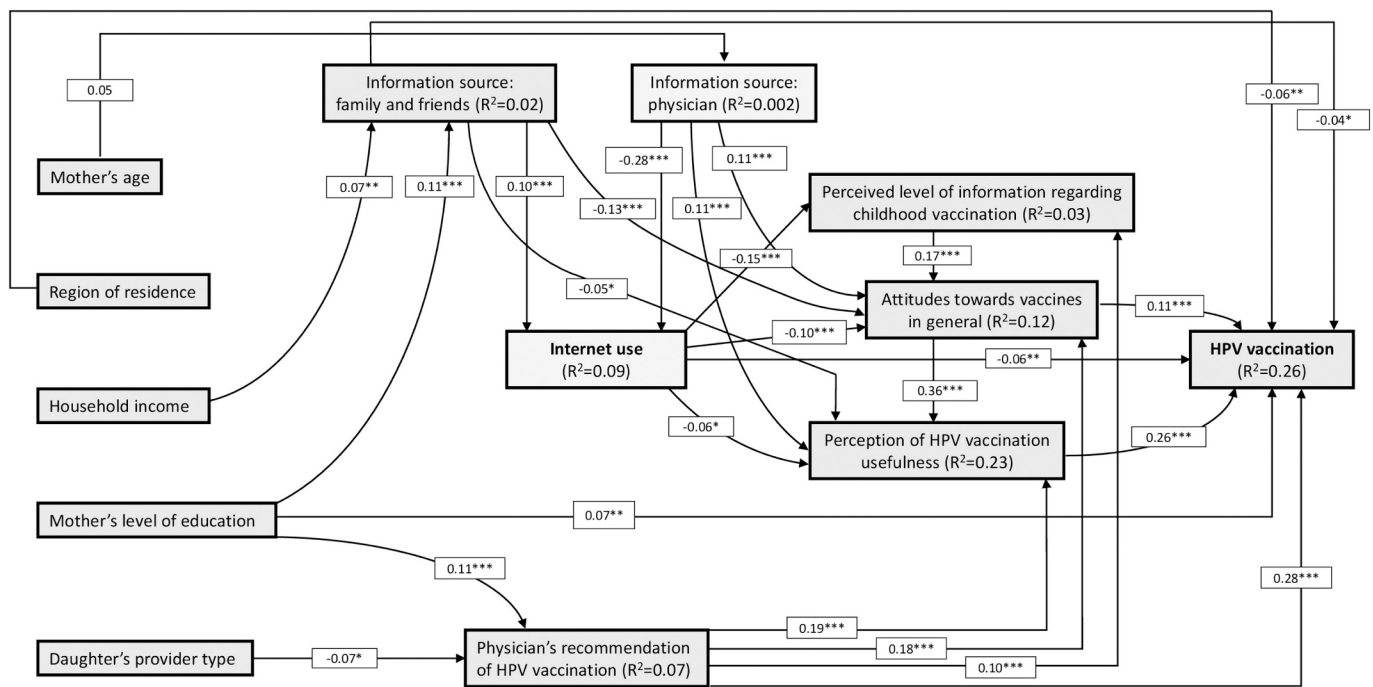 -0.06**
-0.04*
0.05
Information source:
family and friends (R²=0.02)
Information source:
physician (R²=0.002)
Mother's age
0.07**
0.11***
0.10***
-0.28***
0.11***
-0.13***
0.11***
Perceived level of information regarding
childhood vaccination (R²=0.03)
-0.15***
0.17***
Region of residence
-0.05*
Attitudes towards vaccines
in general (R²=0.12)
0.11***
-0.10***
Internet use
(R²=0.09)
-0.06**
HPV vaccination
(R²=0.26)
0.36***
Household income
-0.06*
Perception of HPV vaccination
usefulness (R²=0.23)
0.26***
Mother's level of education
0.07**
0.11***
0.28***
Daughter's provider type
-0.07*
Physician's recommendation
of HPV vaccination (R²=0.07)
0.19***
0.18***
0.10***